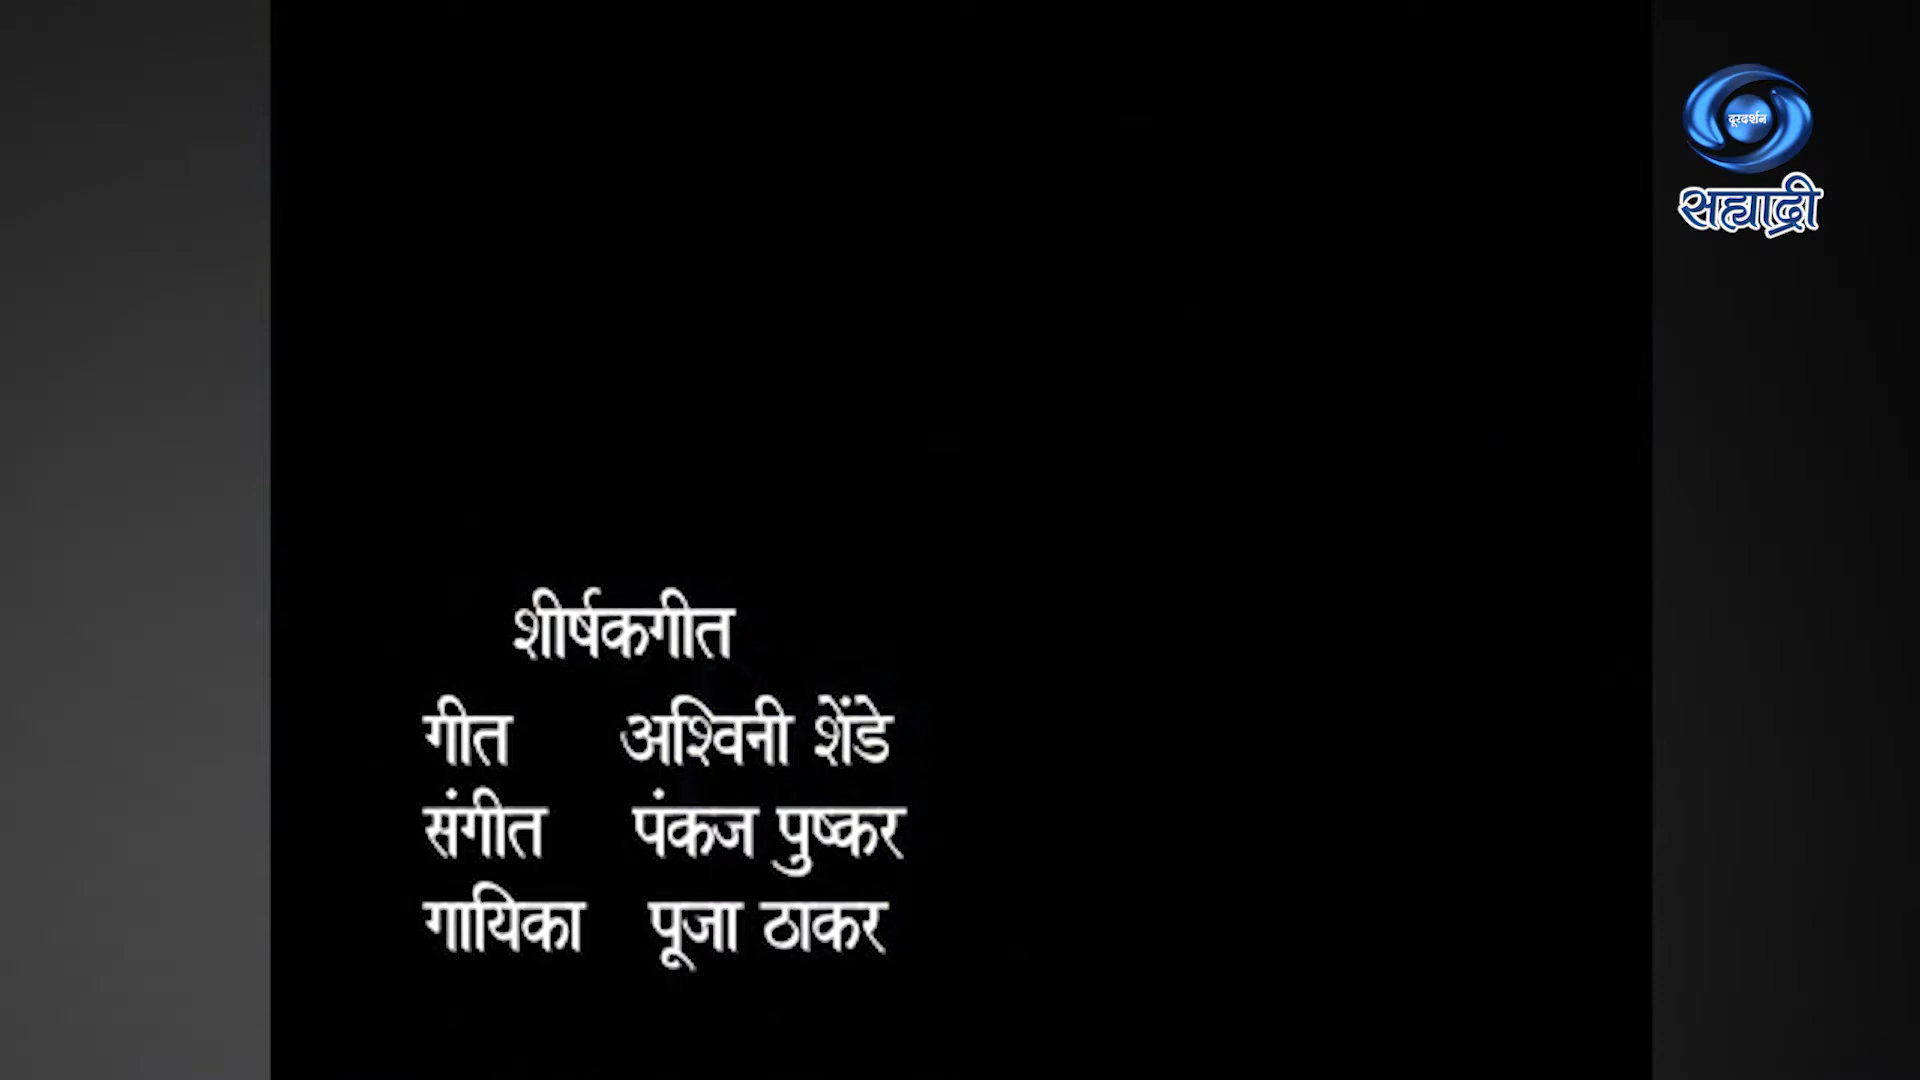 दूरदर्शन
सह्याद्री
शीर्षकगीत
गीत अश्विनी शेंडे
संगीत पंकज पुष्कर
गायिका पूजा ठाकर